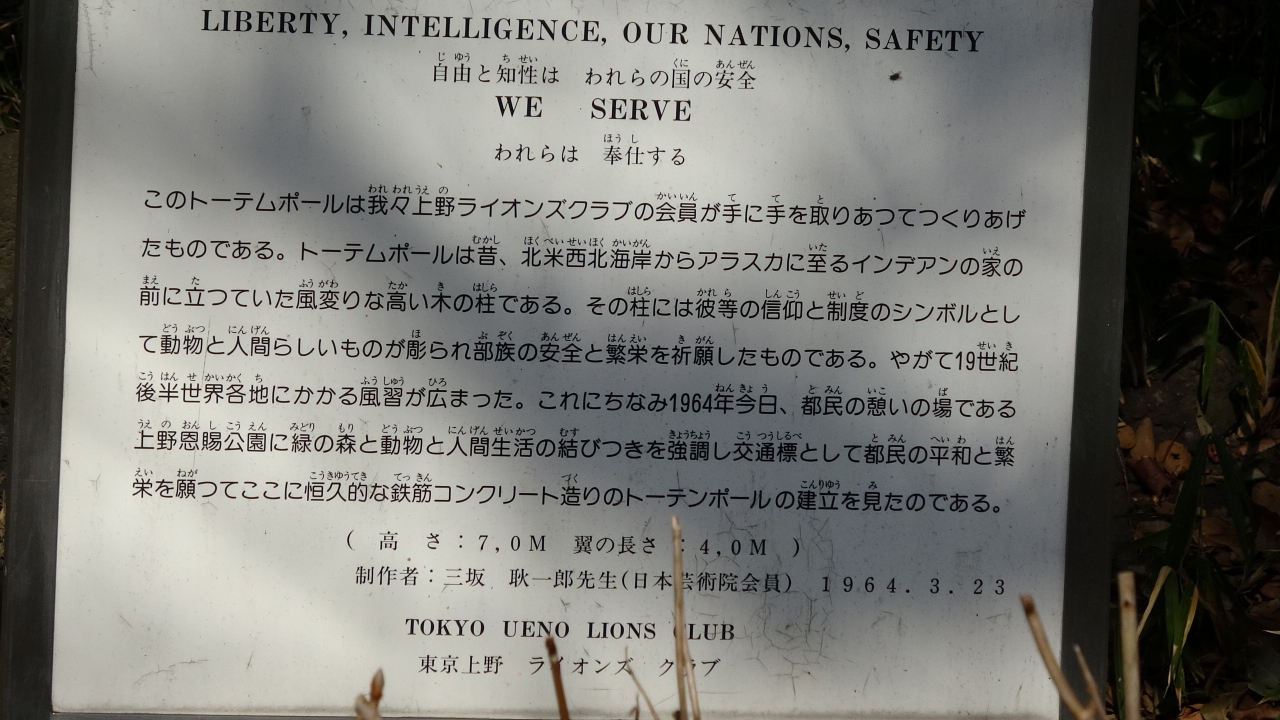 LIBERTY, INTELLIGENCE, OUR NATIONS, SAFETY
自由と知性は　われらの国の安全
WE SERVE
われらは　奉仕する
このトーテムポールは我々上野ライオンズクラブの会員が手に手を取りあつてつくりあげ
たものである。トーテムポールは昔、北米西北海岸からアラスカに至るインデアンの家の
前に立つていた風変りな高い木の柱である。その柱には彼等の信仰と制度のシンボルとし
て動物と人間らしいものが彫られ部族の安全と繁栄を祈願したものである。やがて19世紀
後半世界各地にかかる風習が広まった。これにちなみ1964年今日、都民の憩いの場である
上野恩賜公園に緑の森と動物と人間生活の結びつきを強調し交通標として都民の平和と繁
栄を願つてここに恒久的な鉄筋コンクリート造りのトーテンポールの建立を見たのである。
(　高　さ：7,0M　翼の長さ：4,0M　)
制作者：三坂　耿一郎先生(日本芸術院会員)　1964．3．23
TOKYO UENO LIONS CLUB
東京上野　ライオンズ　クラブ